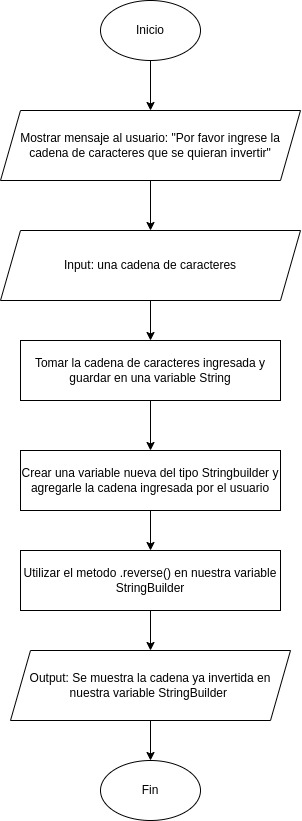 Inicio
Mostrar mensaje al usuario: "Por favor ingrese la
cadena de caracteres que se quieran invertir"
Input: una cadena de caracteres
Tomar la cadena de caracteres ingresada y
guardar en una variable String
Crear una variable nueva del tipo Stringbuilder y
agregarle la cadena ingresada por el usuario
Utilizar el metodo .reverse() en nuestra variable
StringBuilder
Output: Se muestra la cadena ya invertida en
nuestra variable StringBuilder
Fin